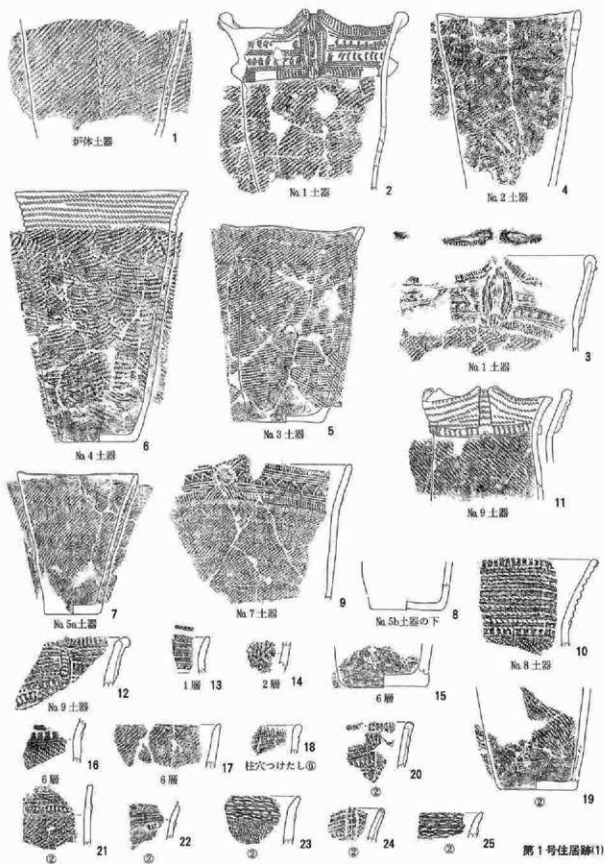 炉体土器 1
No.1土器 2
No.2土器 4
No.4土器 6
No.3土器 5
No.1土器 3
No.9土器 11
No.5a土器 7
No.7土器 9
No.5b土器の下 8
No.8土器 10
No.9土器 12
1層 13
2層 14
6層 15
6層 16
6層 17
柱穴つけたし⑥ 18
② 20
② 19
② 21
② 22
② 23
② 24
② 25
第1号住居跡(1)